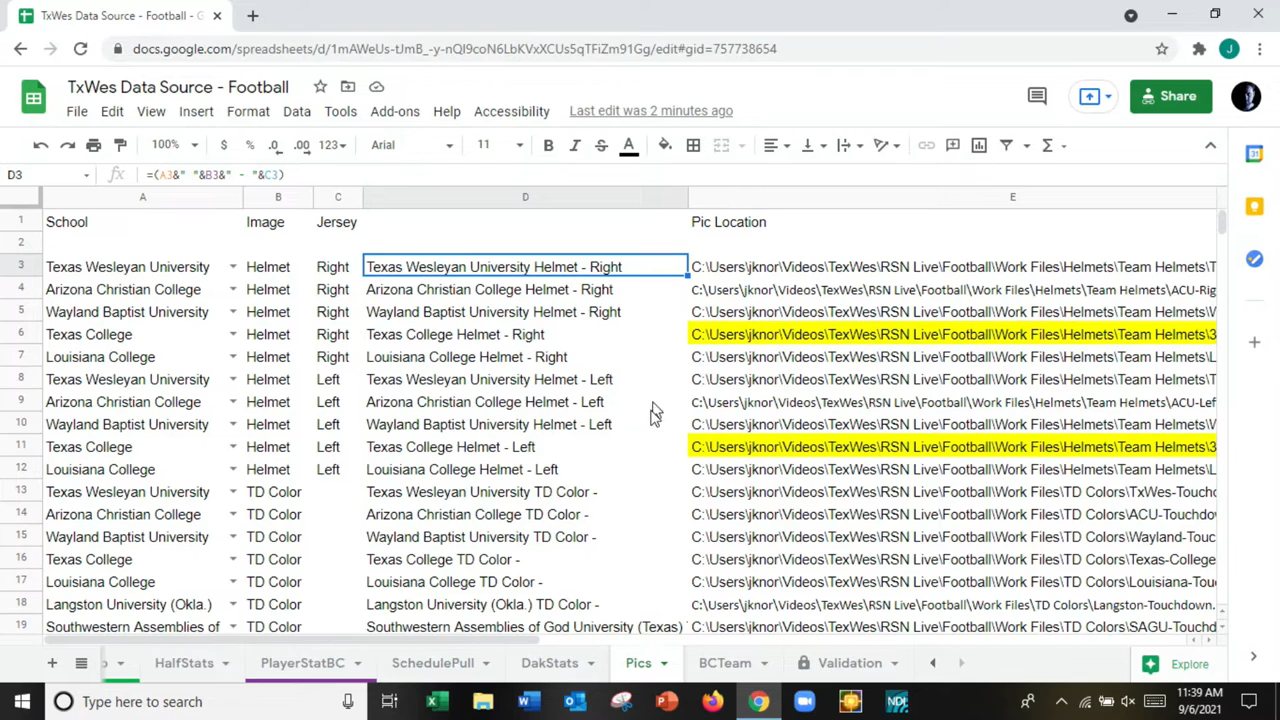 TxWes Data Source - Football - G
docs.google.com/spreadsheets/d/1mAWeUs-tJmB_-y-nQI9coN6LbKVxXCUs5qTFiZm91Gg/edit#gid=757738654
J
TxWes Data Source - Football
File Edit View Insert Format Data Tools Add-ons Help Accessibility Last edit was 2 minutes ago
Share
100% $ % .0 .00 123 Arial 11 B I S A
D3 fx =(A3&" "&B3&" - "&C3)
A B C D E
1 School Image Jersey Pic Location
2
3 Texas Wesleyan University Helmet Right Texas Wesleyan University Helmet - Right C:\Users\jknor\Videos\TexWes\RSN Live\Football\Work Files\Helmets\Team Helmets\T
4 Arizona Christian College Helmet Right Arizona Christian College Helmet - Right C:\Users\jknor\Videos\TexWes\RSN Live\Football\Work Files\Helmets\Team Helmets\ACU-Rig
5 Wayland Baptist University Helmet Right Wayland Baptist University Helmet - Right C:\Users\jknor\Videos\TexWes\RSN Live\Football\Work Files\Helmets\Team Helmets\W
6 Texas College Helmet Right Texas College Helmet - Right C:\Users\jknor\Videos\TexWes\RSN Live\Football\Work Files\Helmets\Team Helmets\3
7 Louisiana College Helmet Right Louisiana College Helmet - Right C:\Users\jknor\Videos\TexWes\RSN Live\Football\Work Files\Helmets\Team Helmets\L
8 Texas Wesleyan University Helmet Left Texas Wesleyan University Helmet - Left C:\Users\jknor\Videos\TexWes\RSN Live\Football\Work Files\Helmets\Team Helmets\T
9 Arizona Christian College Helmet Left Arizona Christian College Helmet - Left C:\Users\jknor\Videos\TexWes\RSN Live\Football\Work Files\Helmets\Team Helmets\ACU-Lef
10 Wayland Baptist University Helmet Left Wayland Baptist University Helmet - Left C:\Users\jknor\Videos\TexWes\RSN Live\Football\Work Files\Helmets\Team Helmets\W
11 Texas College Helmet Left Texas College Helmet - Left C:\Users\jknor\Videos\TexWes\RSN Live\Football\Work Files\Helmets\Team Helmets\3
12 Louisiana College Helmet Left Louisiana College Helmet - Left C:\Users\jknor\Videos\TexWes\RSN Live\Football\Work Files\Helmets\Team Helmets\L
13 Texas Wesleyan University TD Color Texas Wesleyan University TD Color - C:\Users\jknor\Videos\TexWes\RSN Live\Football\Work Files\TD Colors\TxWes-Touchdo
14 Arizona Christian College TD Color Arizona Christian College TD Color - C:\Users\jknor\Videos\TexWes\RSN Live\Football\Work Files\TD Colors\ACU-Touchdow
15 Wayland Baptist University TD Color Wayland Baptist University TD Color - C:\Users\jknor\Videos\TexWes\RSN Live\Football\Work Files\TD Colors\Wayland-Touc
16 Texas College TD Color Texas College TD Color - C:\Users\jknor\Videos\TexWes\RSN Live\Football\Work Files\TD Colors\Texas-College
17 Louisiana College TD Color Louisiana College TD Color - C:\Users\jknor\Videos\TexWes\RSN Live\Football\Work Files\TD Colors\Louisiana-Tou
18 Langston University (Okla.) TD Color Langston University (Okla.) TD Color - C:\Users\jknor\Videos\TexWes\RSN Live\Football\Work Files\TD Colors\Langston-Touchdown.
19 Southwestern Assemblies of TD Color Southwestern Assemblies of God University (Texas) C:\Users\jknor\Videos\TexWes\RSN Live\Football\Work Files\TD Colors\SAGU-Touchd
HalfStats PlayerStatBC SchedulePull DakStats Pics BCTeam Validation Explore
Type here to search
11:39 AM
9/6/2021